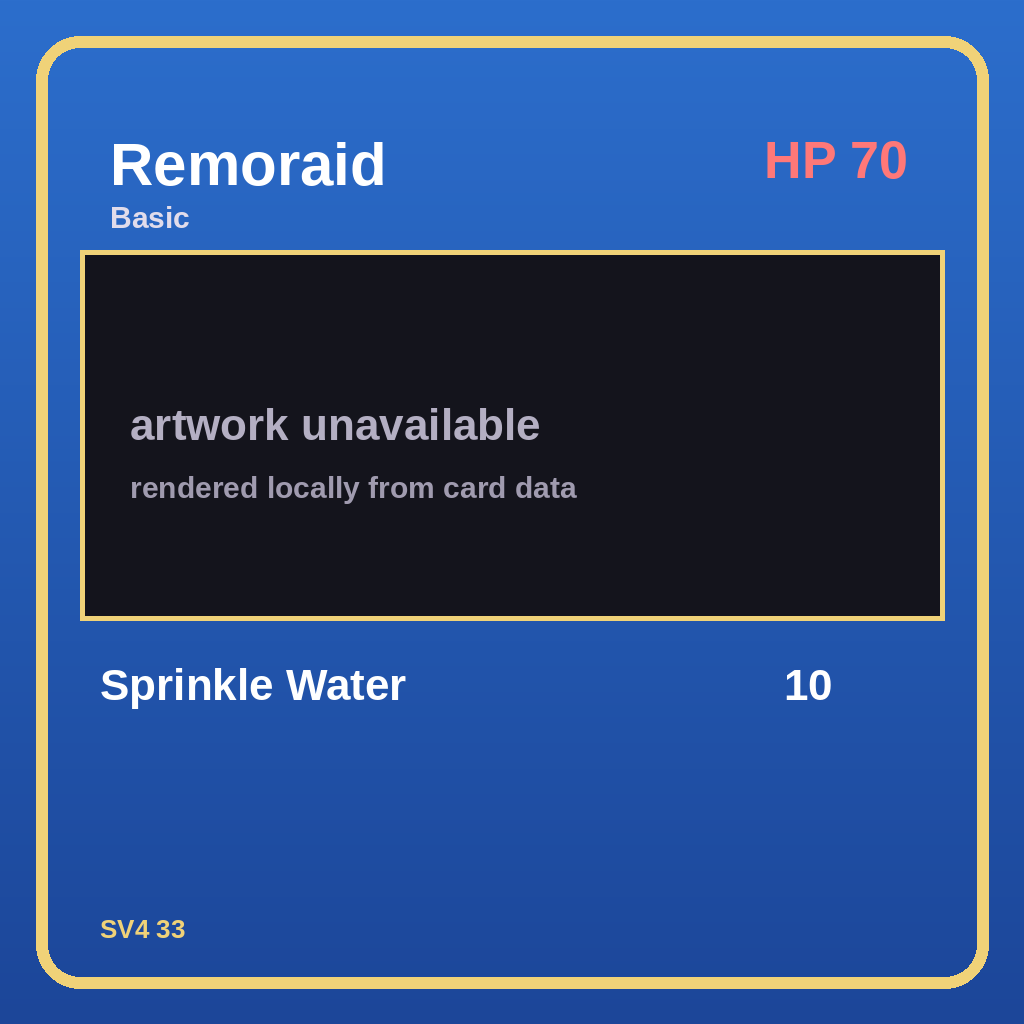 Remoraid
HP 70
Basic
artwork unavailable
rendered locally from card data
Sprinkle Water 10
SV4 33